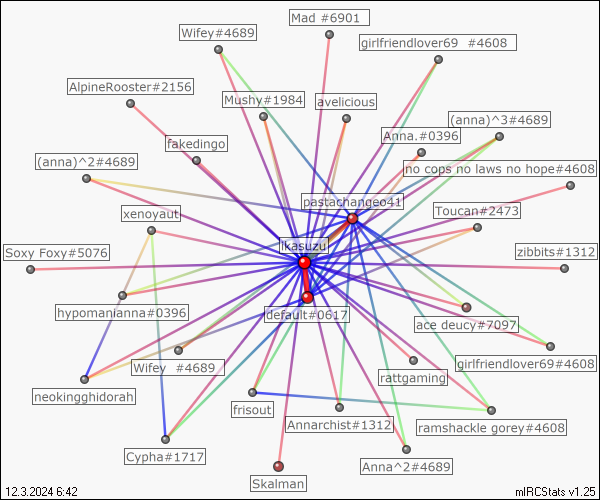 Mad #6901
Wifey#4689
girlfriendlover69 #4608
AlpineRooster#2156
Mushy#1984
avelicious
(anna)^3#4689
Anna.#0396
fakedingo
(anna)^2#4689
no cops no laws no hope#4608
pastachangeo41
xenoyaut
Toucan#2473
likasuzu
Soxy Foxy#5076
zibbits#1312
hypomanianna#0396
default#0617
ace deucy#7097
girlfriendlover69#4608
Wifey #4689
rattgaming
neokingghidorah
frisout
Annarchist#1312
ramshackle gorey#4608
Cypha#1717
Anna^2#4689
Skalman
12.3.2024 6:42
mIRCStats v1.25